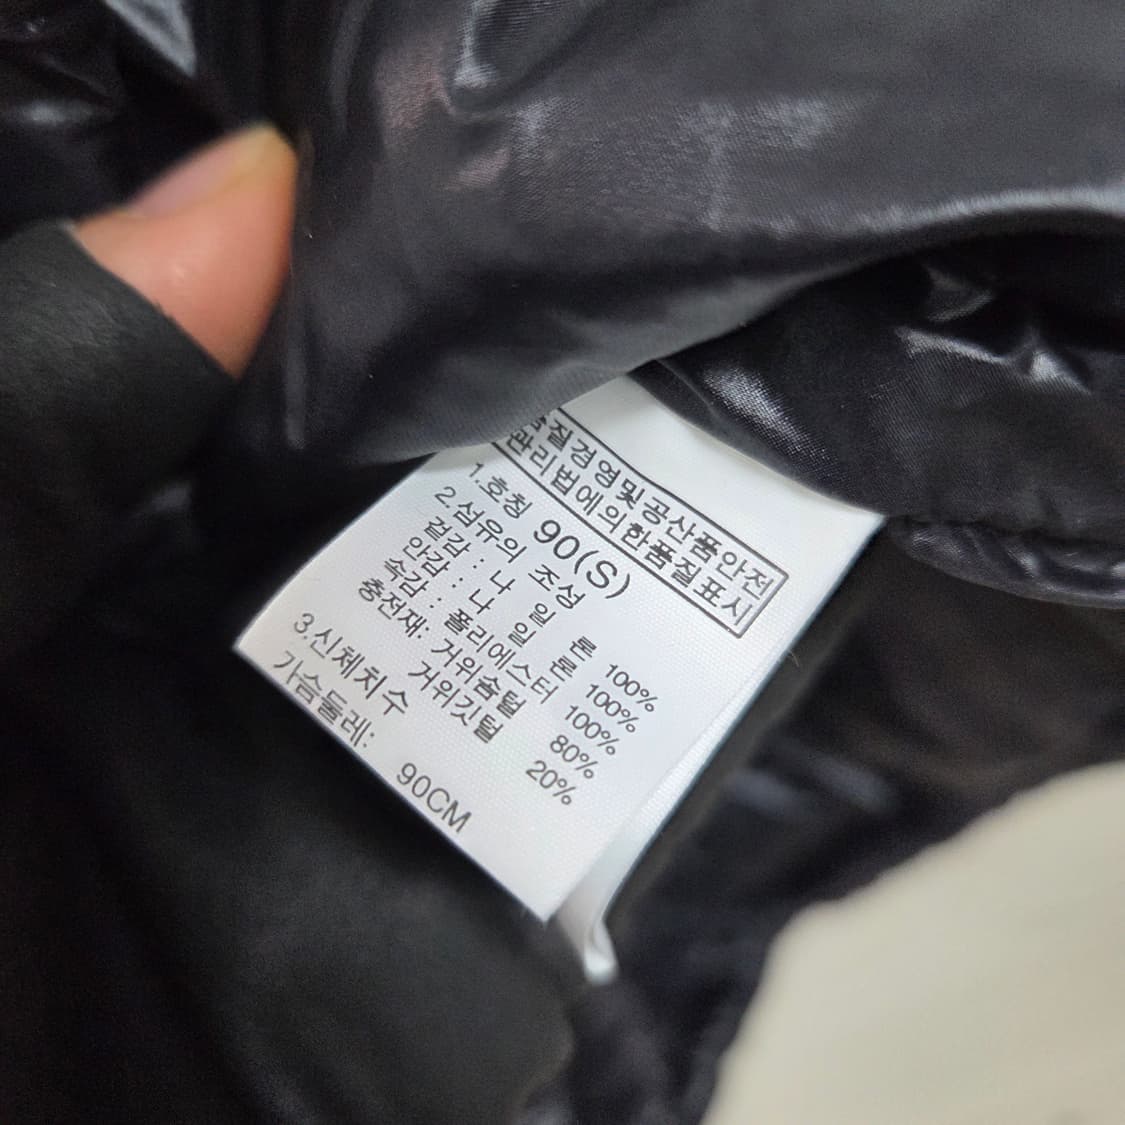 품질경영및공산품안전
관리법에의한품질표시
1.호칭 90(S)
2.섬유의 조성
겉감 : 나 일 론 100%
안감 : 나 일 론 100%
속감 : 폴리에스터 100%
충전재: 거위솜털 80%
거위깃털 20%
3.신체치수
가슴둘레: 90CM